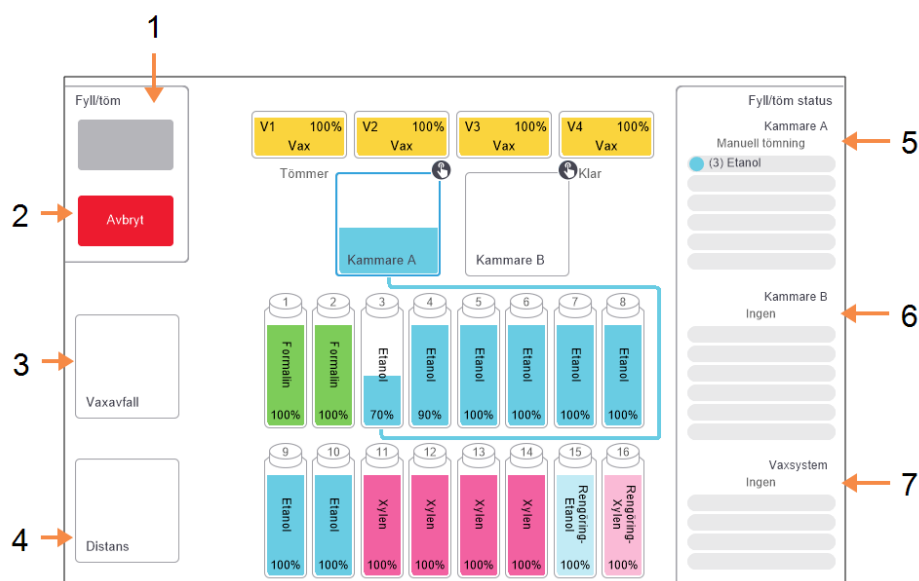 1
Fyll/töm
Avbryt
2
3
Vaxavfall
4
Distans
V1 100%
Vax
V2 100%
Vax
V3 100%
Vax
V4 100%
Vax
Tömmer
Klar
Kammare A
Kammare B
1
Formalin
100%
2
Formalin
100%
3
Etanol
70%
4
Etanol
90%
5
Etanol
100%
6
Etanol
100%
7
Etanol
100%
8
Etanol
100%
9
Etanol
100%
10
Etanol
100%
11
Xylen
100%
12
Xylen
100%
13
Xylen
100%
14
Xylen
100%
15
Rengöring-
Etanol
100%
16
Rengöring-
Xylen
100%
Fyll/töm status
Kammare A
Manuell tömning
(3) Etanol
5
Kammare B
Ingen
6
Vaxsystem
Ingen
7